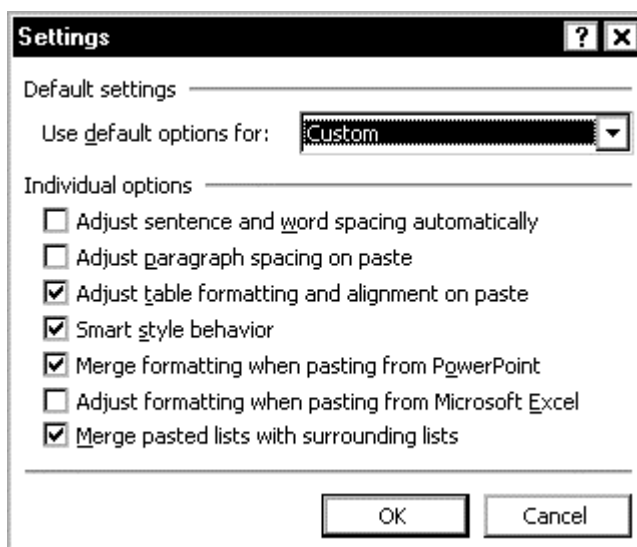 Settings ?
Default settings
Use default options for: Custom
Individual options
Adjust sentence and word spacing automatically
Adjust paragraph spacing on paste
Adjust table formatting and alignment on paste
Smart style behavior
Merge formatting when pasting from PowerPoint
Adjust formatting when pasting from Microsoft Excel
Merge pasted lists with surrounding lists
OK Cancel